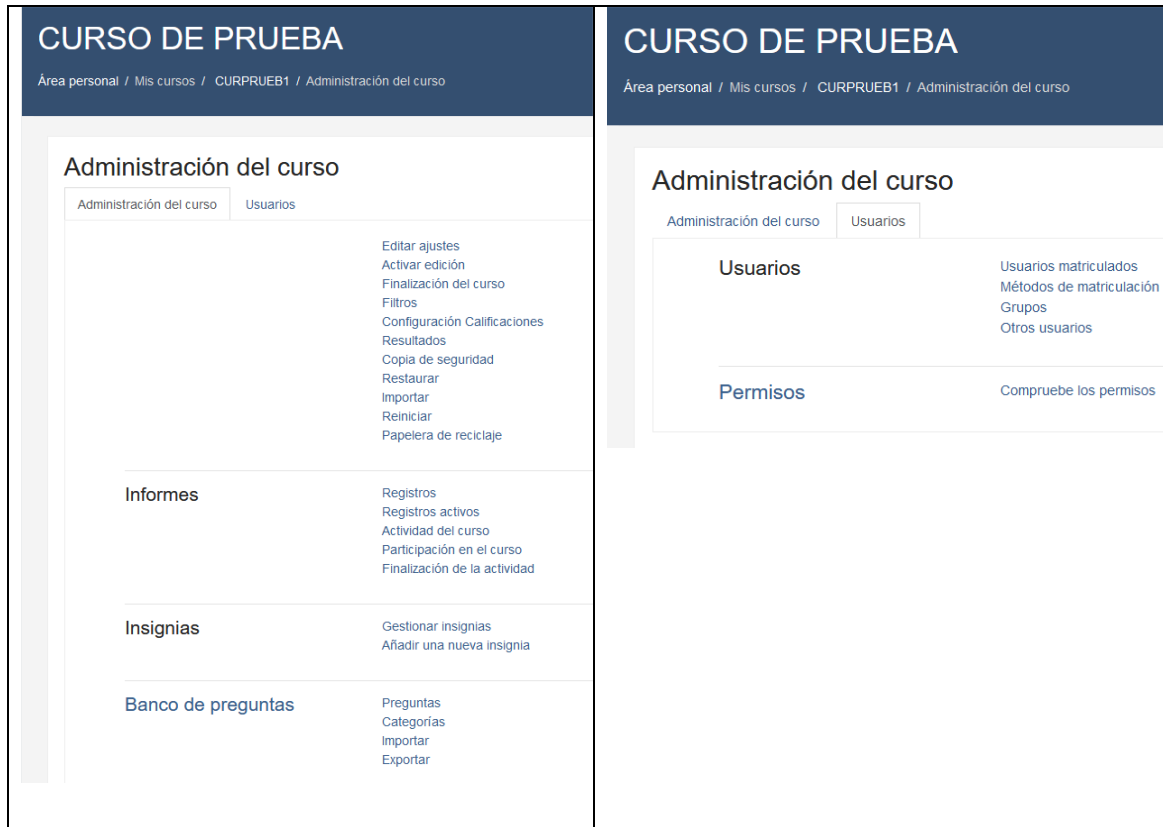 CURSO DE PRUEBA
Área personal / Mis cursos / CURPRUEB1 / Administración del curso
Administración del curso
Administración del curso Usuarios
Editar ajustes
Activar edición
Finalización del curso
Filtros
Configuración Calificaciones
Resultados
Copia de seguridad
Restaurar
Importar
Reiniciar
Papelera de reciclaje
Informes
Registros
Registros activos
Actividad del curso
Participación en el curso
Finalización de la actividad
Insignias
Gestionar insignias
Añadir una nueva insignia
Banco de preguntas
Preguntas
Categorías
Importar
Exportar
CURSO DE PRUEBA
Área personal / Mis cursos / CURPRUEB1 / Administración del curso
Administración del curso
Administración del curso Usuarios
Usuarios
Usuarios matriculados
Métodos de matriculación
Grupos
Otros usuarios
Permisos
Compruebe los permisos